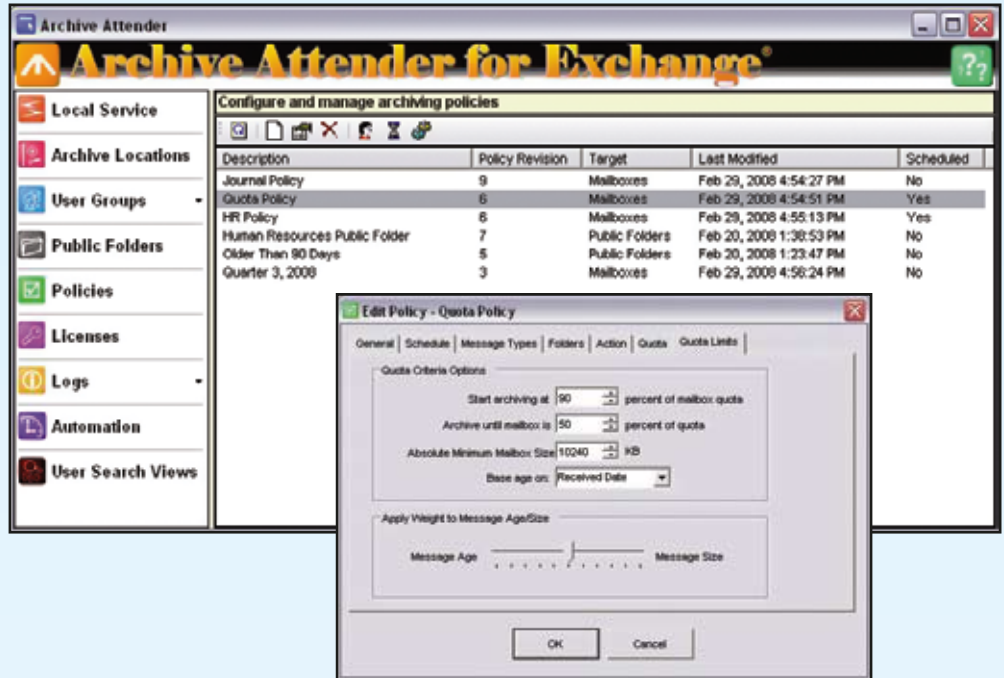 Archive Attender
Archive Attender for Exchange®
??
Local Service
Archive Locations
User Groups
Public Folders
Policies
Licenses
Logs
Automation
User Search Views
Configure and manage archiving policies
Description Policy Revision Target Last Modified Scheduled
Journal Policy 9 Mailboxes Feb 29, 2008 4:54:27 PM No
Quota Policy 6 Mailboxes Feb 29, 2008 4:54:51 PM Yes
HR Policy 6 Mailboxes Feb 29, 2008 4:55:13 PM Yes
Human Resources Public Folder 7 Public Folders Feb 20, 2008 1:38:53 PM No
Older Than 90 Days 5 Public Folders Feb 20, 2008 1:23:47 PM No
Quarter 3, 2008 3 Mailboxes Feb 29, 2008 4:56:24 PM No
Edit Policy - Quota Policy
General Schedule Message Types Folders Action Quota Quota Limits
Quota Criteria Options
Start archiving at 90 percent of mailbox quota
Archive until mailbox is 50 percent of quota
Absolute Minimum Mailbox Size 10240 KB
Base age on: Received Date
Apply Weight to Message Age/Size
Message Age Message Size
OK Cancel